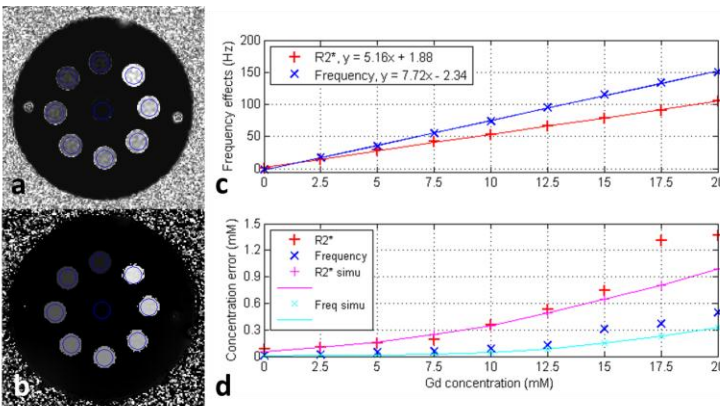 a
b
c
d
Frequency effects (Hz)
200
150
100
50
0
R2*, y = 5.16x + 1.88
Frequency, y = 7.72x - 2.34
0 2.5 5 7.5 10 12.5 15 17.5 20
Concentration error (mM)
1.5
1.2
0.9
0.6
0.3
0
R2*
Frequency
R2* simu
Freq simu
0 2.5 5 7.5 10 12.5 15 17.5 20
Gd concentration (mM)